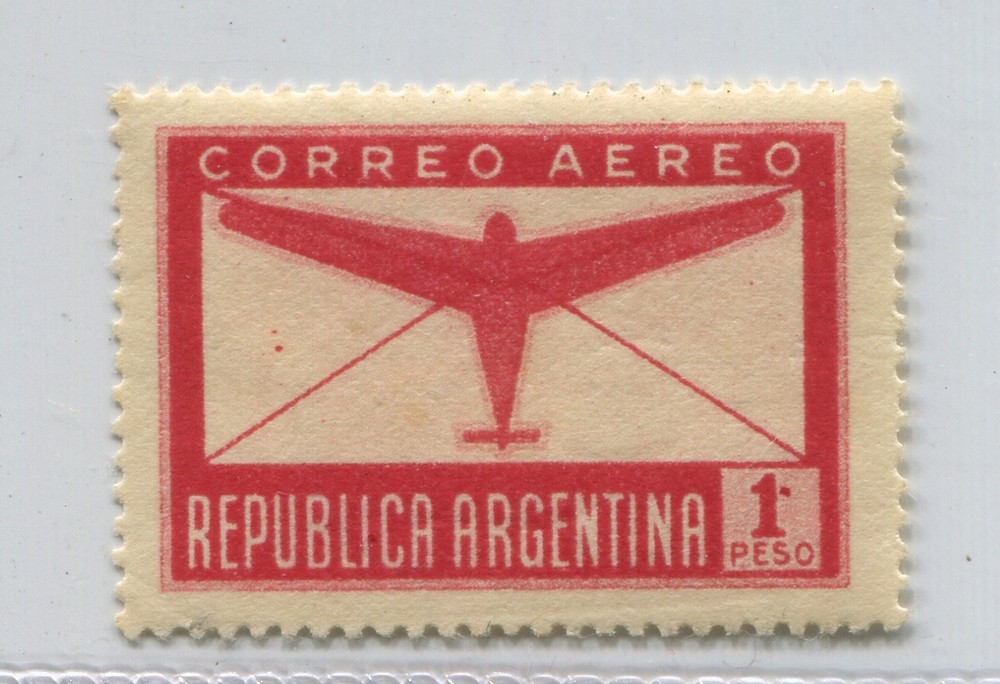 CORREO AEREO
REPUBLICA ARGENTINA
1
PESO